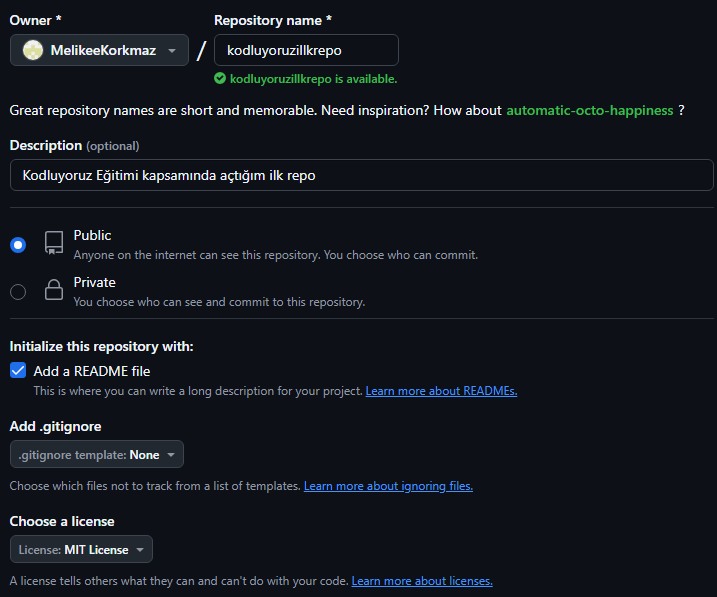 Owner * Repository name *
MelikeeKorkmaz / kodluyoruzilkrepo
kodluyoruzillkrepo is available.
Great repository names are short and memorable. Need inspiration? How about automatic-octo-happiness ?
Description (optional)
Kodluyoruz Eğitimi kapsamında açtığım ilk repo
Public
Anyone on the internet can see this repository. You choose who can commit.
Private
You choose who can see and commit to this repository.
Initialize this repository with:
Add a README file
This is where you can write a long description for your project. Learn more about READMEs.
Add .gitignore
.gitignore template: None
Choose which files not to track from a list of templates. Learn more about ignoring files.
Choose a license
License: MIT License
A license tells others what they can and can't do with your code. Learn more about licenses.